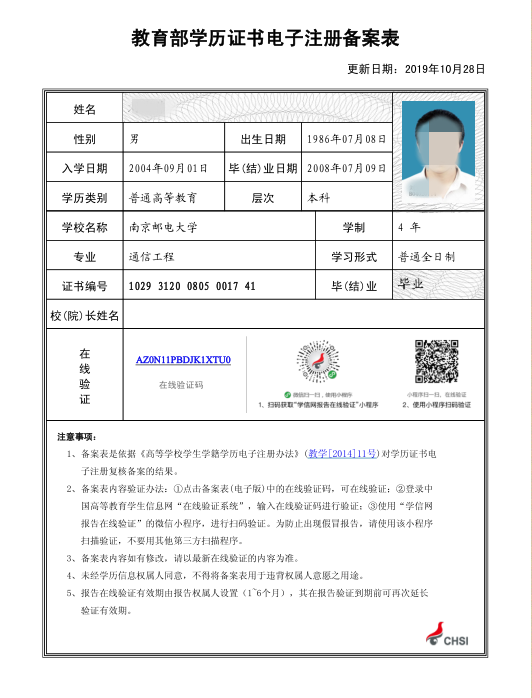 教育部学历证书电子注册备案表
更新日期：2019年10月28日
姓名
性别 男 出生日期 1986年07月08日
入学日期 2004年09月01日 毕(结)业日期 2008年07月09日
学历类别 普通高等教育 层次 本科
学校名称 南京邮电大学 学制 4 年
专业 通信工程 学习形式 普通全日制
证书编号 1029 3120 0805 0017 41 毕(结)业 毕业
校(院)长姓名
在线验证
AZ0N11PBDJK1XTU0
在线验证码
微信扫一扫，使用小程序
1、扫码获取“学信网报告在线验证”小程序
小程序扫一扫，在线验证
2、使用小程序扫码验证
注意事项：
1、备案表是依据《高等学校学生学籍学历电子注册办法》(教学[2014]11号)对学历证书电
子注册复核备案的结果。
2、备案表内容验证办法：①点击备案表(电子版)中的在线验证码，可在线验证；②登录中
国高等教育学生信息网“在线验证系统”，输入在线验证码进行验证；③使用“学信网
报告在线验证”的微信小程序，进行扫码验证。为防止出现假冒报告，请使用该小程序
扫描验证，不要用其他第三方扫描程序。
3、备案表内容如有修改，请以最新在线验证的内容为准。
4、未经学历信息权属人同意，不得将备案表用于违背权属人意愿之用途。
5、报告在线验证有效期由报告权属人设置（1~6个月），其在报告验证到期前可再次延长
验证有效期。
CHSI